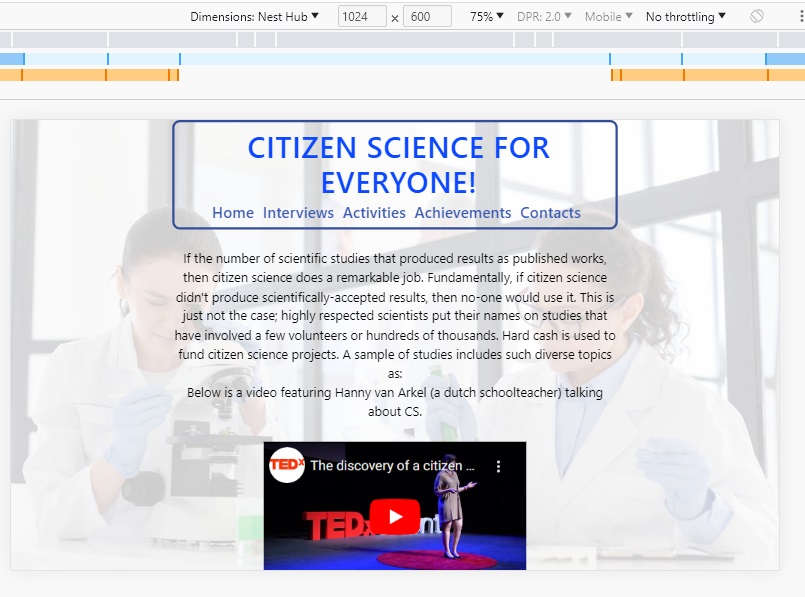 Dimensions: Nest Hub ▼ 1024 × 600 75% ▼ DPR: 2.0 ▼ Mobile ▼ No throttling ▼
CITIZEN SCIENCE FOR
EVERYONE!
Home Interviews Activities Achievements Contacts
If the number of scientific studies that produced results as published works,
then citizen science does a remarkable job. Fundamentally, if citizen science
didn't produce scientifically-accepted results, then no-one would use it. This is
just not the case; highly respected scientists put their names on studies that
have involved a few volunteers or hundreds of thousands. Hard cash is used to
fund citizen science projects. A sample of studies includes such diverse topics
as:
Below is a video featuring Hanny van Arkel (a dutch schoolteacher) talking
about CS.
TEDx The discovery of a citizen ...
TEDx